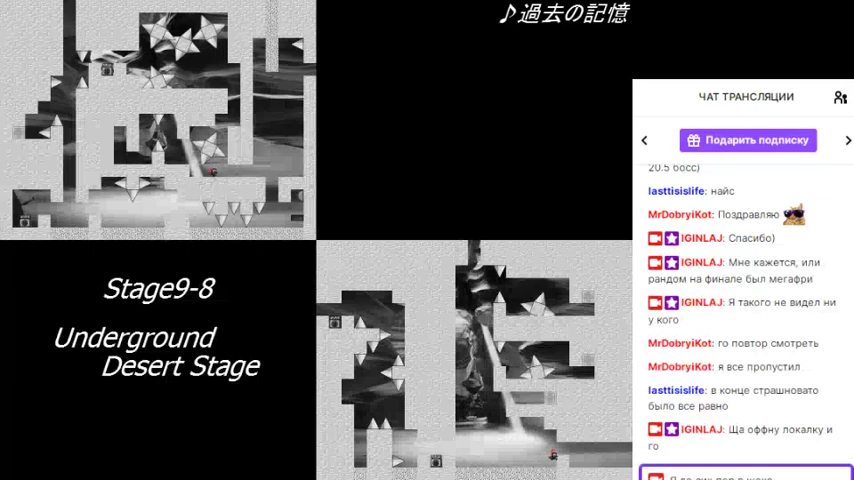 ♪過去の記憶
Stage9-8
Underground
Desert Stage
ЧАТ ТРАНСЛЯЦИИ
Подарить подписку
20.5 босс)
lasttisislife: найс
MrDobryiKot: Поздравляю
IGINLAJ: Спасибо)
IGINLAJ: Мне кажется, или
рандом на финале был мегафри
IGINLAJ: Я такого не видел ни
у кого
MrDobryiKot: го повтор смотреть
MrDobryiKot: я все пропустил
lasttisislife: в конце страшновато
было все равно
IGINLAJ: Ща оффну локалку и
го